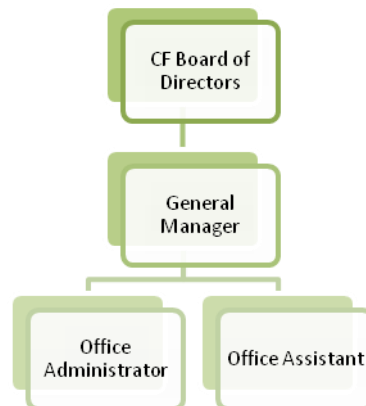 CF Board of
Directors
General
Manager
Office
Administrator
Office Assistant